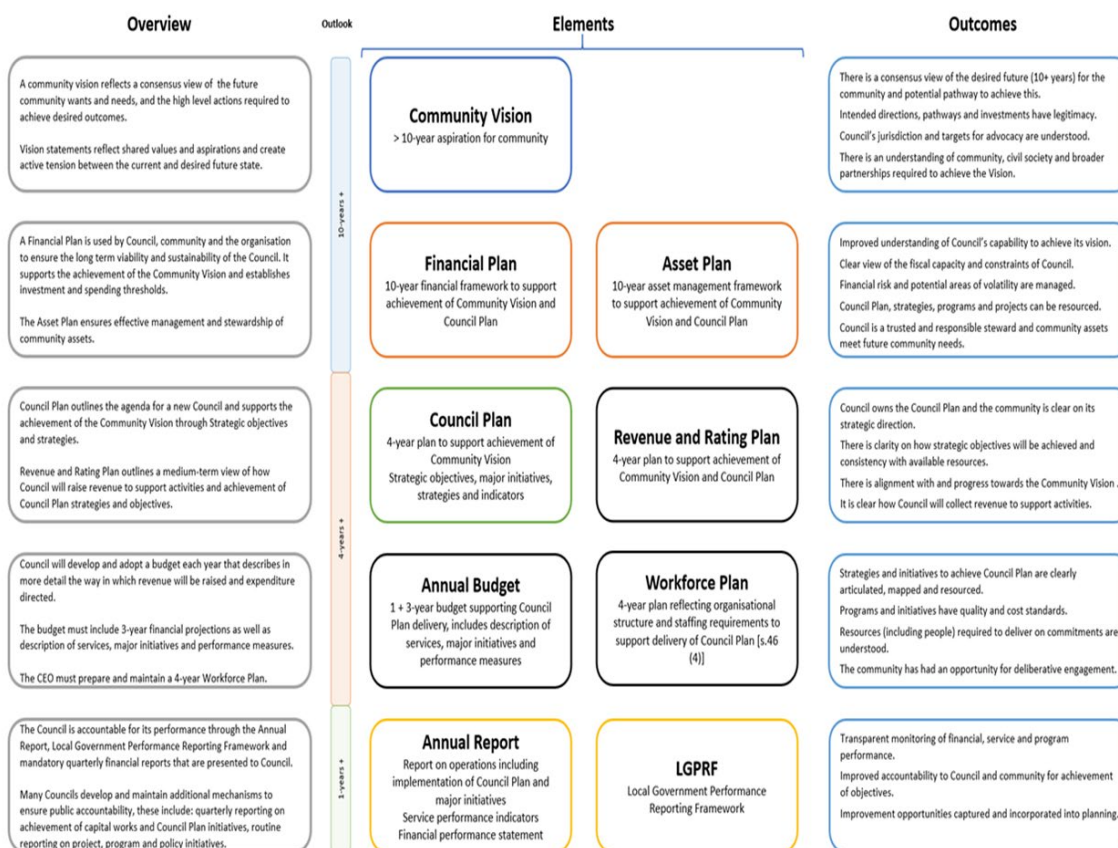 Overview
Outlook
Elements
Outcomes
A community vision reflects a consensus view of the future
community wants and needs, and the high level actions required to
achieve desired outcomes.
Vision statements reflect shared values and aspirations and create
active tension between the current and desired future state.
10-years +
Community Vision
> 10-year aspiration for community
There is a consensus view of the desired future (10+ years) for the
community and potential pathway to achieve this.
Intended directions, pathways and investments have legitimacy.
Council's jurisdiction and targets for advocacy are understood.
There is an understanding of community, civil society and broader
partnerships required to achieve the Vision.
A Financial Plan is used by Council, community and the organisation
to ensure the long term viability and sustainability of the Council. It
supports the achievement of the Community Vision and establishes
investment and spending thresholds.
The Asset Plan ensures effective management and stewardship of
community assets.
Financial Plan
10-year financial framework to support
achievement of Community Vision and
Council Plan
Asset Plan
10-year asset management framework
to support achievement of Community
Vision and Council Plan
Improved understanding of Council's capability to achieve its vision.
Clear view of the fiscal capacity and constraints of Council.
Financial risk and potential areas of volatility are managed.
Council Plan, strategies, programs and projects can be resourced.
Council is a trusted and responsible steward and community assets
meet future community needs.
Council Plan outlines the agenda for a new Council and supports the
achievement of the Community Vision through Strategic objectives
and strategies.
Revenue and Rating Plan outlines a medium-term view of how
Council will raise revenue to support activities and achievement of
Council Plan strategies and objectives.
4-years +
Council Plan
4-year plan to support achievement of
Community Vision
Strategic objectives, major initiatives,
strategies and indicators
Revenue and Rating Plan
4-year plan to support achievement of
Community Vision and Council Plan
Council owns the Council Plan and the community is clear on its
strategic direction.
There is clarity on how strategic objectives will be achieved and
consistency with available resources.
There is alignment with and progress towards the Community Vision .
It is clear how Council will collect revenue to support activities.
Council will develop and adopt a budget each year that describes in
more detail the way in which revenue will be raised and expenditure
directed.
The budget must include 3-year financial projections as well as
description of services, major initiatives and performance measures.
The CEO must prepare and maintain a 4-year Workforce Plan.
Annual Budget
1 + 3-year budget supporting Council
Plan delivery, includes description of
services, major initiatives and
performance measures
Workforce Plan
4-year plan reflecting organisational
structure and staffing requirements to
support delivery of Council Plan [s.46
(4)]
Strategies and initiatives to achieve Council Plan are clearly
articulated, mapped and resourced.
Programs and initiatives have quality and cost standards.
Resources (including people) required to deliver on commitments are
understood.
The community has had an opportunity for deliberative engagement.
The Council is accountable for its performance through the Annual
Report, Local Government Performance Reporting Framework and
mandatory quarterly financial reports that are presented to Council.
Many Councils develop and maintain additional mechanisms to
ensure public accountability, these include: quarterly reporting on
achievement of capital works and Council Plan initiatives, routine
reporting on project, program and policy initiatives.
1-years +
Annual Report
Report on operations including
implementation of Council Plan and
major initiatives
Service performance indicators
Financial performance statement
LGPRF
Local Government Performance
Reporting Framework
Transparent monitoring of financial, service and program
performance.
Improved accountability to Council and community for achievement
of objectives.
Improvement opportunities captured and incorporated into planning.